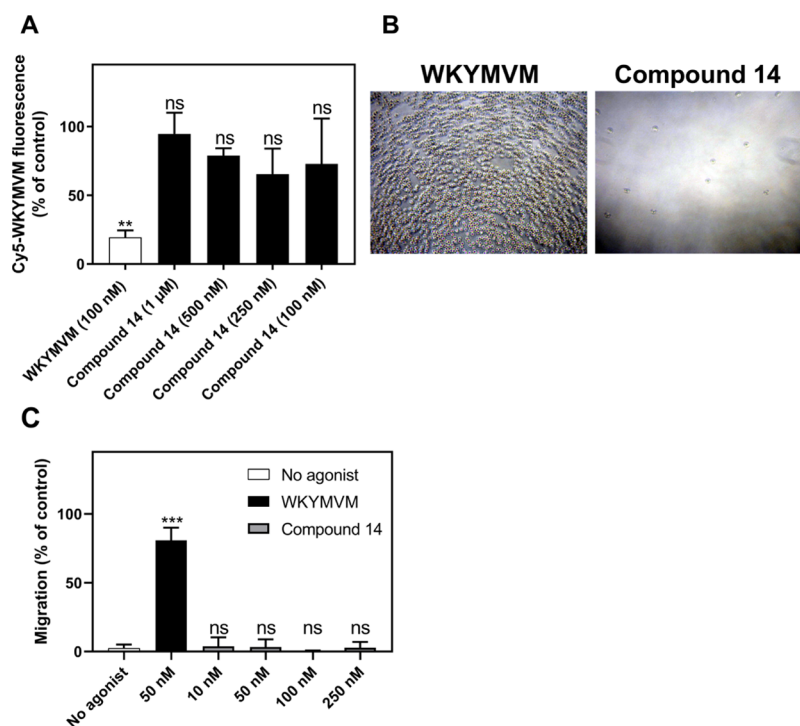 A
Cy5-WKYMVM fluorescence
(% of control)
100
50
0
**
ns
ns
ns
ns
WKYMVM (100 nM)
Compound 14 (1 µM)
Compound 14 (500 nM)
Compound 14 (250 nM)
Compound 14 (100 nM)
B
WKYMVM
Compound 14
C
Migration (% of control)
100
50
0
No agonist
WKYMVM
Compound 14
***
ns
ns
ns
ns
No agonist
50 nM
10 nM
50 nM
100 nM
250 nM